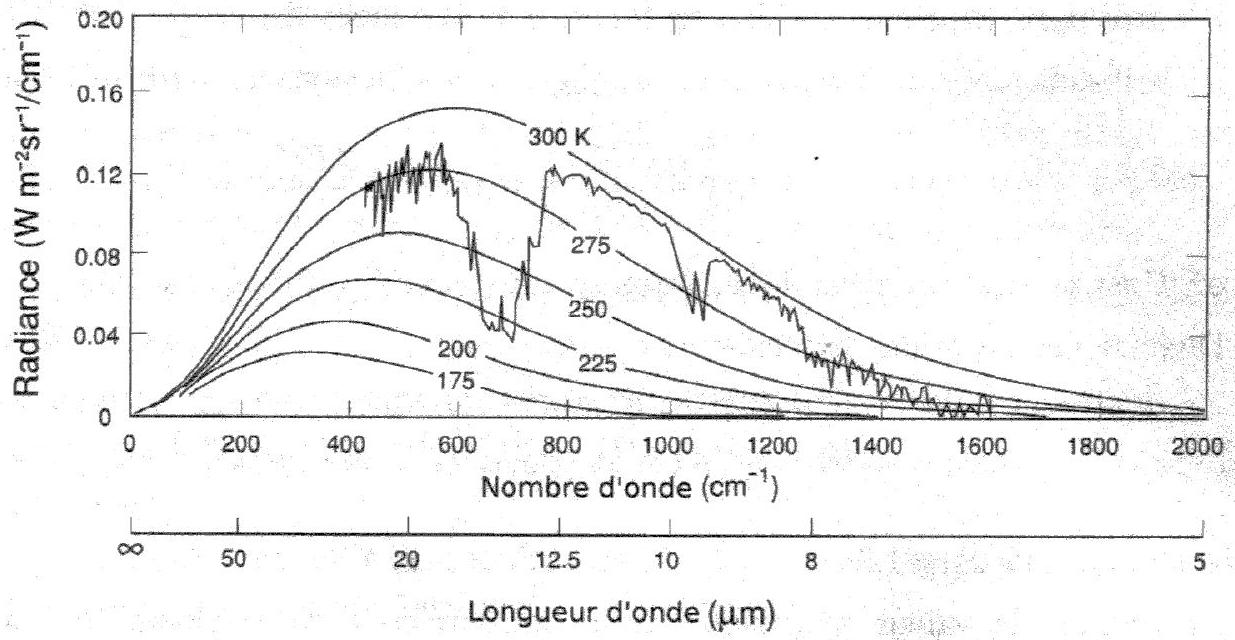 Radiance (W m⁻²sr⁻¹/cm⁻¹)
0.20
0.16
0.12
0.08
0.04
0
300 K
275
250
225
200
175
0 200 400 600 800 1000 1200 1400 1600 1800 2000
Nombre d'onde (cm⁻¹)
∞ 50 20 12.5 10 8 5
Longueur d'onde (μm)